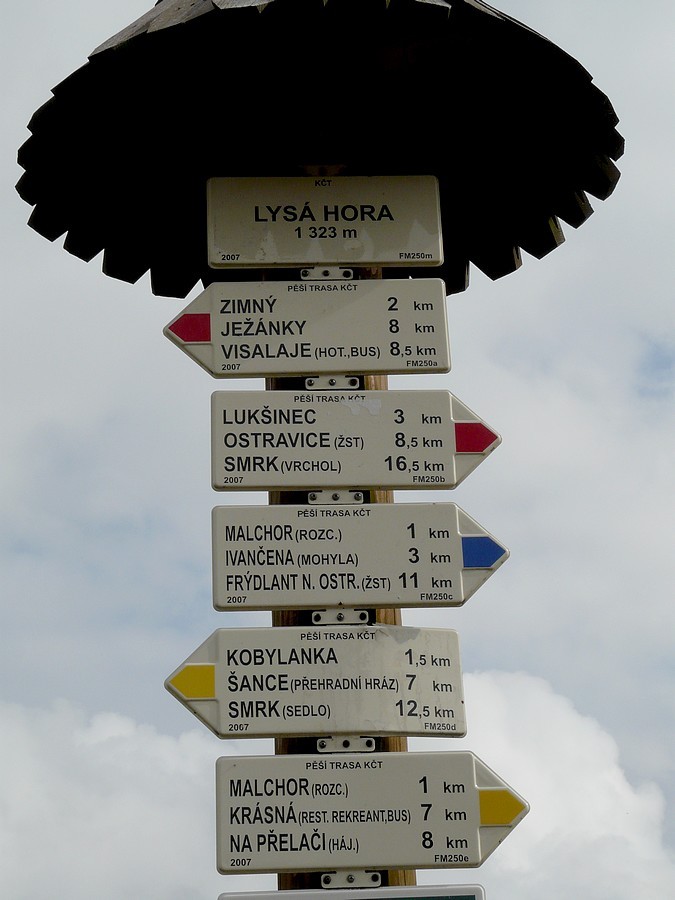 KČT
LYSÁ HORA
1 323 m
2007 FM250m
PĚŠÍ TRASA KČT
ZIMNÝ 2 km
JEŽÁNKY 8 km
VISALAJE (HOT.,BUS) 8,5 km
2007 FM250a
PĚŠÍ TRASA KČT
LUKŠINEC 3 km
OSTRAVICE (ŽST) 8,5 km
SMRK (VRCHOL) 16,5 km
2007 FM250b
PĚŠÍ TRASA KČT
MALCHOR (ROZC.) 1 km
IVANČENA (MOHYLA) 3 km
FRÝDLANT N. OSTR. (ŽST) 11 km
2007 FM250c
PĚŠÍ TRASA KČT
KOBYLANKA 1,5 km
ŠANCE (PŘEHRADNÍ HRÁZ) 7 km
SMRK (SEDLO) 12,5 km
2067 FM250d
PĚŠÍ TRASA KČT
MALCHOR (ROZC.) 1 km
KRÁSNÁ (REST. REKREANT,BUS) 7 km
NA PŘELAČI (HÁJ.) 8 km
2007 FM250e